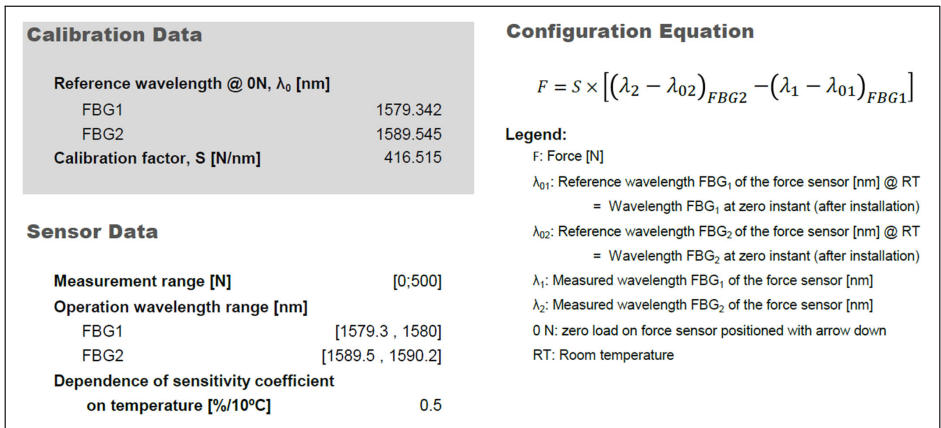 Calibration Data
Reference wavelength @ 0N, λ₀ [nm]
FBG1 1579.342
FBG2 1589.545
Calibration factor, S [N/nm] 416.515
Sensor Data
Measurement range [N] [0;500]
Operation wavelength range [nm]
FBG1 [1579.3 , 1580]
FBG2 [1589.5 , 1590.2]
Dependence of sensitivity coefficient
on temperature [%/10ºC] 0.5
Configuration Equation
F = S × [(λ₂ − λ₀₂)_FBG2 −(λ₁ − λ₀₁)_FBG1]
Legend:
F: Force [N]
λ₀₁: Reference wavelength FBG₁ of the force sensor [nm] @ RT
= Wavelength FBG₁ at zero instant (after installation)
λ₀₂: Reference wavelength FBG₂ of the force sensor [nm] @ RT
= Wavelength FBG₂ at zero instant (after installation)
λ₁: Measured wavelength FBG₁ of the force sensor [nm]
λ₂: Measured wavelength FBG₂ of the force sensor [nm]
0 N: zero load on force sensor positioned with arrow down
RT: Room temperature